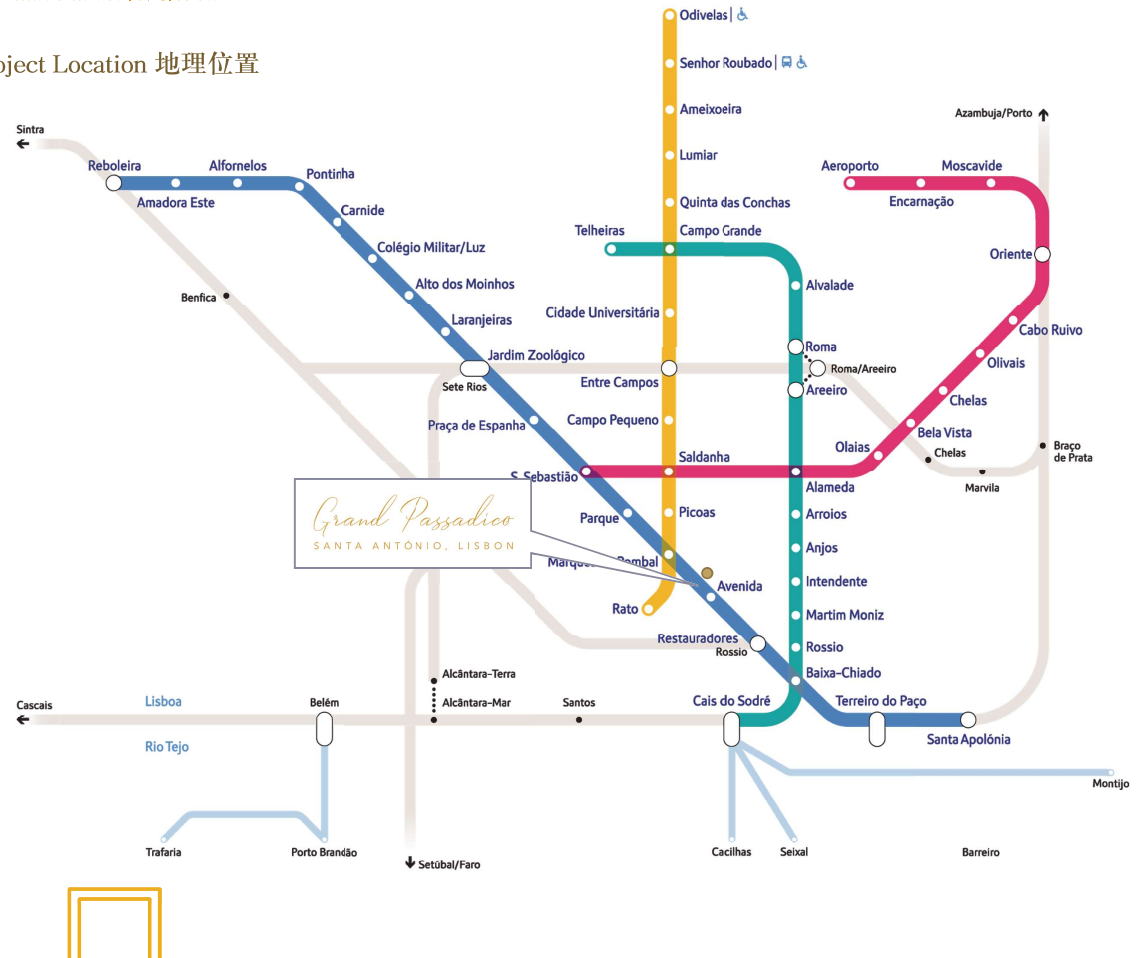 Odivelas
Senhor Roubado
oject Location 地理位置
Ameixoeira
Azambuja/Porto
Sintra
Lumiar
Reboleira
Alfornelos
Pontinha
Aeroporto
Moscavide
Amadora Este
Encarnação
Carnide
Quinta das Conchas
Telheiras
Campo Grande
Colégio Militar/Luz
Oriente
Alto dos Moinhos
Alvalade
Benfica
Cidade Universitária
Laranjeiras
Cabo Ruivo
Roma
Jardim Zoológico
Olivais
Roma/Areeiro
Sete Rios
Entre Campos
Areeiro
Chelas
Praça de Espanha
Campo Pequeno
Bela Vista
Olaias
Chelas
Braço
de Prata
Saldanha
S. Sebastião
Alameda
Marvila
Grand Passadico
SANTA ANTÓNIO, LISBON
Parque
Picoas
Arroios
Anjos
Avenida
Intendente
Rato
Martim Moniz
Restauradores
Rossio
Rossio
Baixa-Chiado
Alcântara-Terra
Cascais
Lisboa
Belém
Alcântara-Mar
Santos
Cais do Sodré
Terreiro do Paço
Rio Tejo
Santa Apolónia
Montijo
Trafaria
Porto Brandão
Setúbal/Faro
Cacilhas
Seixal
Barreiro